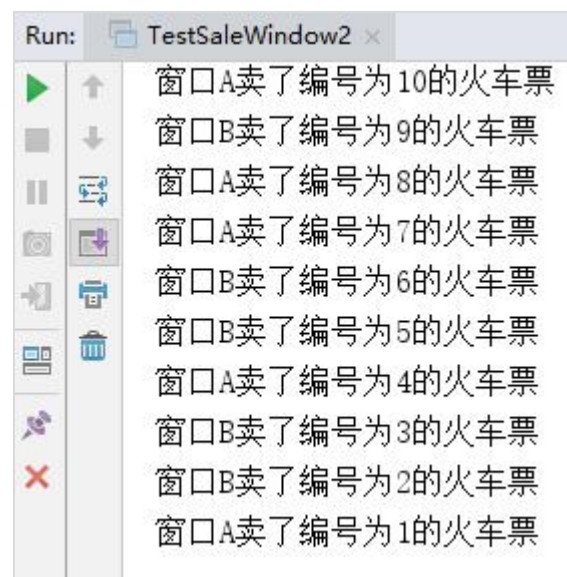 Run: TestSaleWindow2
窗口A卖了编号为10的火车票
窗口B卖了编号为9的火车票
窗口A卖了编号为8的火车票
窗口A卖了编号为7的火车票
窗口B卖了编号为6的火车票
窗口B卖了编号为5的火车票
窗口A卖了编号为4的火车票
窗口B卖了编号为3的火车票
窗口B卖了编号为2的火车票
窗口A卖了编号为1的火车票